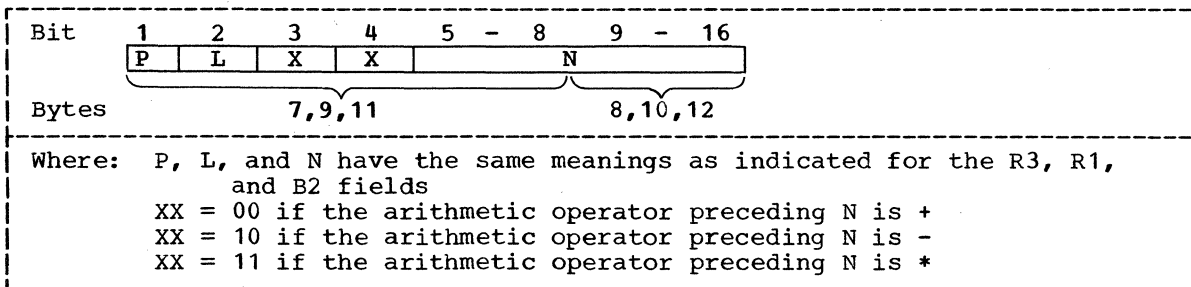 Bit 1 2 3 4 5 - 8 9 - 16
P L X X N
Bytes 7,9,11 8,10,12
Where: P, L, and N have the same meanings as indicated for the R3, R1,
and B2 fields
XX = 00 if the arithmetic operator preceding N is +
XX = 10 if the arithmetic operator preceding N is -
XX = 11 if the arithmetic operator preceding N is *